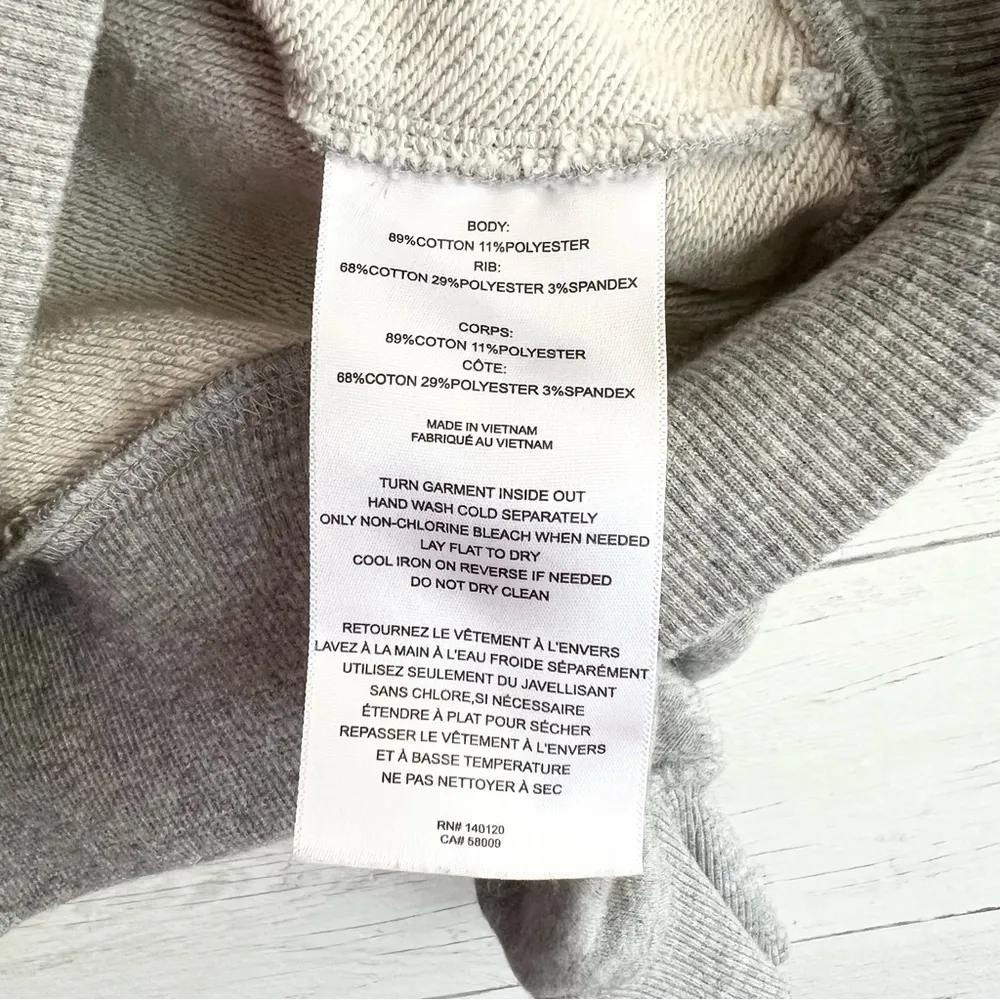 BODY:
89%COTTON 11%POLYESTER
RIB:
68%COTTON 29%POLYESTER 3%SPANDEX
CORPS:
89%COTON 11%POLYESTER
CÔTE:
68%COTON 29%POLYESTER 3%SPANDEX
MADE IN VIETNAM
FABRIQUÉ AU VIETNAM
TURN GARMENT INSIDE OUT
HAND WASH COLD SEPARATELY
ONLY NON-CHLORINE BLEACH WHEN NEEDED
LAY FLAT TO DRY
COOL IRON ON REVERSE IF NEEDED
DO NOT DRY CLEAN
RETOURNEZ LE VÊTEMENT À L'ENVERS
LAVEZ À LA MAIN À L'EAU FROIDE SÉPARÉMENT
UTILISEZ SEULEMENT DU JAVELLISANT
SANS CHLORE,SI NÉCESSAIRE
ÉTENDRE À PLAT POUR SÉCHER
REPASSER LE VÊTEMENT À L'ENVERS
ET À BASSE TEMPERATURE
NE PAS NETTOYER À SEC
RN# 140120
CA# 58009